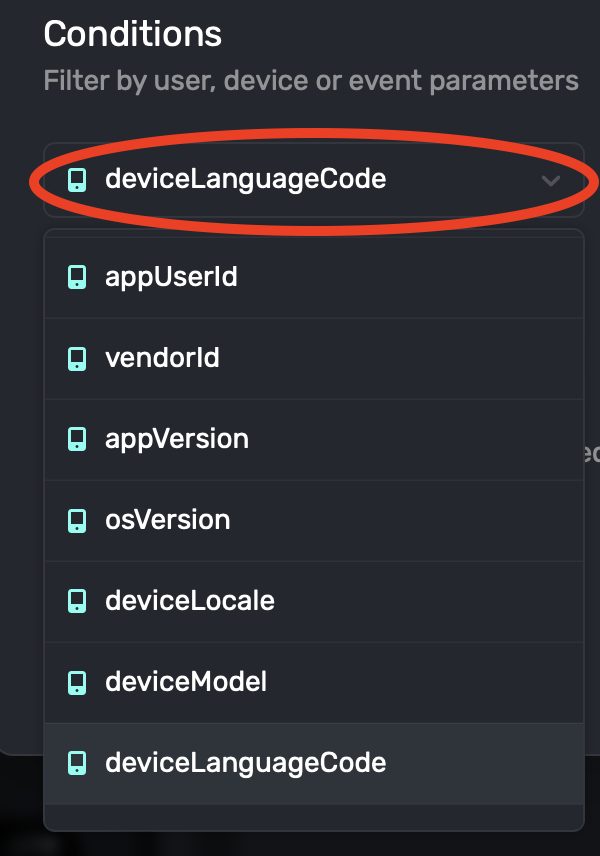 Conditions
Filter by user, device or event parameters
deviceLanguageCode
appUserId
vendorId
appVersion
osVersion
deviceLocale
deviceModel
deviceLanguageCode